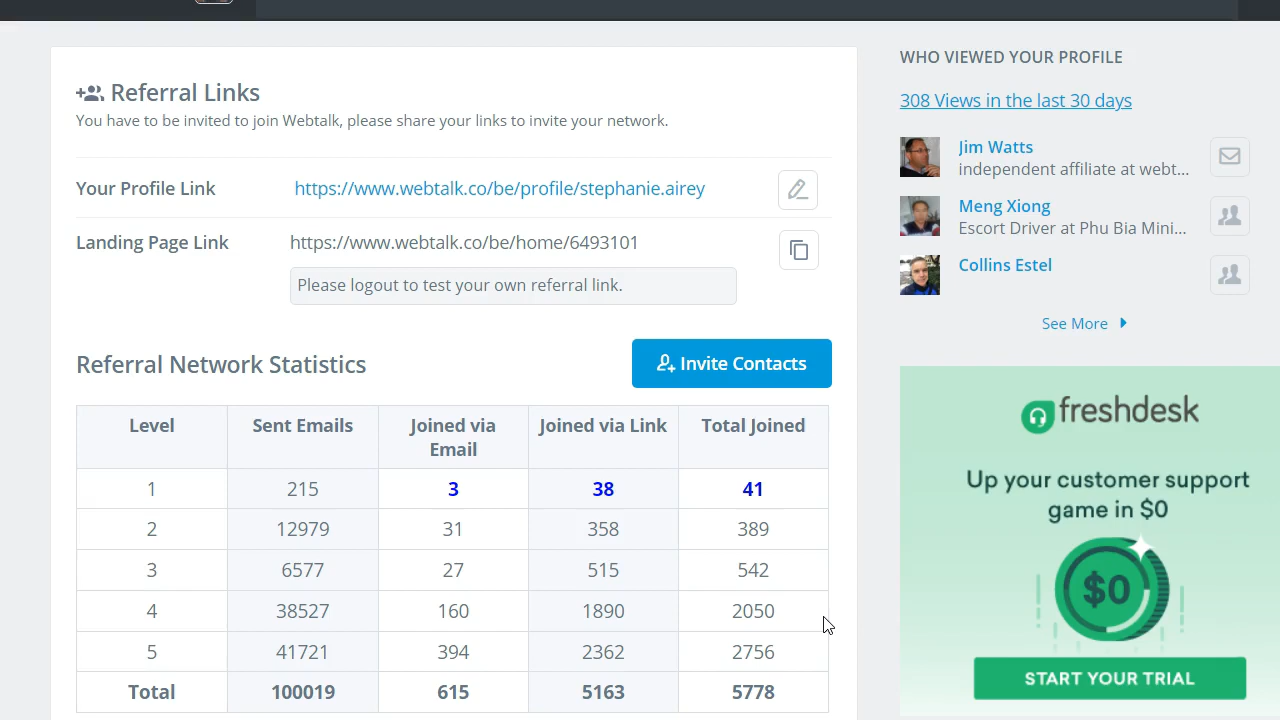 Referral Links
You have to be invited to join Webtalk, please share your links to invite your network.
Your Profile Link https://www.webtalk.co/be/profile/stephanie.airey
Landing Page Link https://www.webtalk.co/be/home/6493101
Please logout to test your own referral link.
Referral Network Statistics
Invite Contacts
Level Sent Emails Joined via Email Joined via Link Total Joined
1 215 3 38 41
2 12979 31 358 389
3 6577 27 515 542
4 38527 160 1890 2050
5 41721 394 2362 2756
Total 100019 615 5163 5778
WHO VIEWED YOUR PROFILE
308 Views in the last 30 days
Jim Watts
independent affiliate at webt...
Meng Xiong
Escort Driver at Phu Bia Mini...
Collins Estel
See More
freshdesk
Up your customer support
game in $0
$0
START YOUR TRIAL